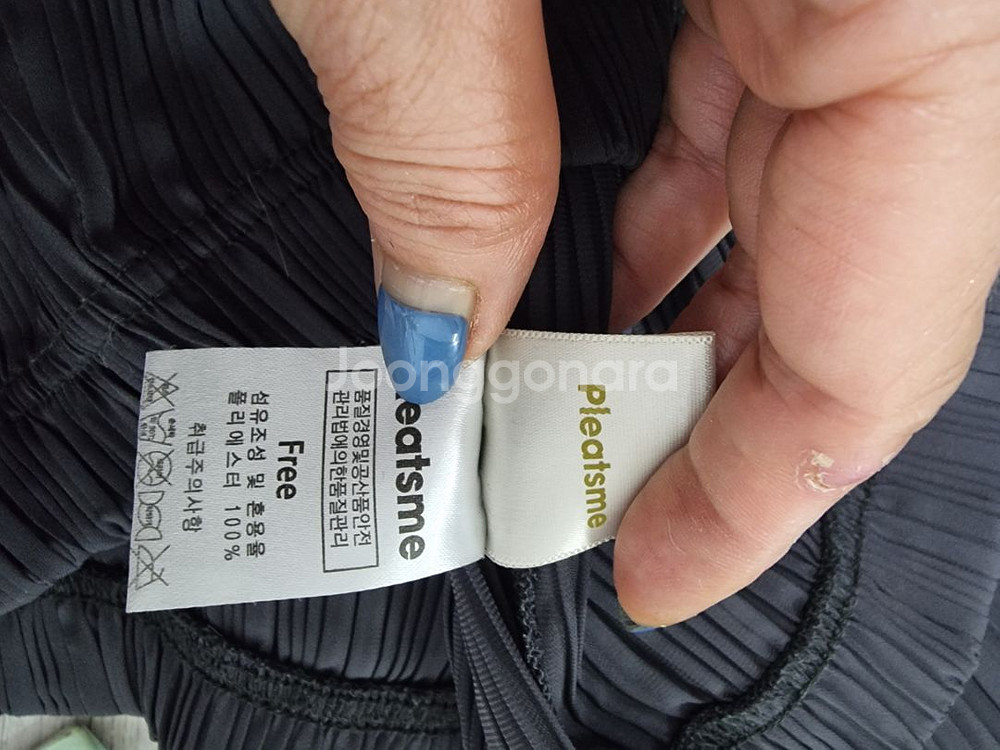 Pleatsme
leatsme
품질경영및공산품안전
관리법에의한품질관리
Free
섬유조성 및 혼용율
폴리에스터 100%
취급주의사항
Joonggonara